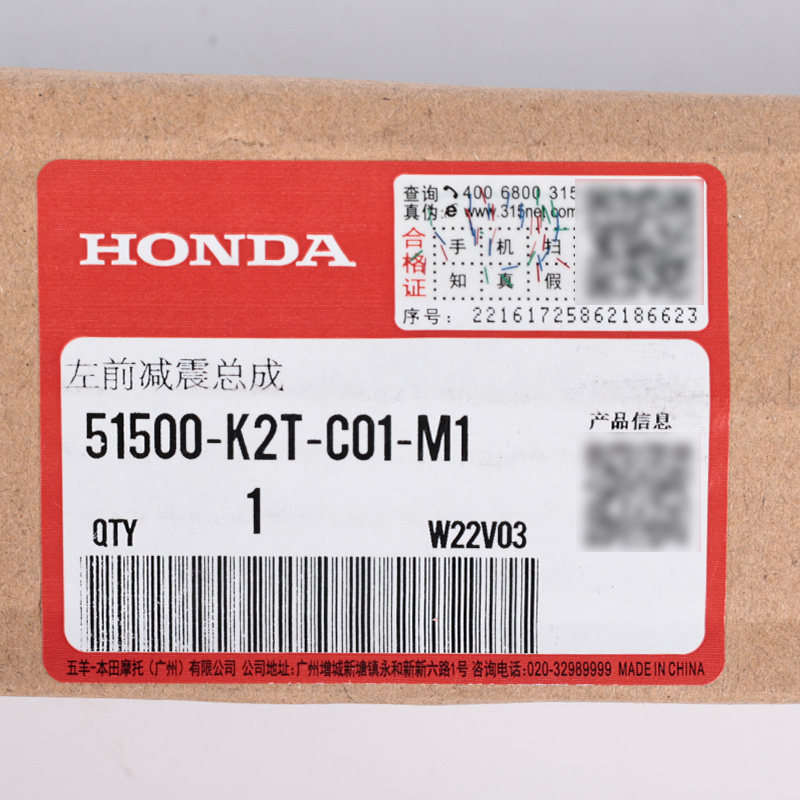 HONDA
查询 400 6800 315
真伪: www.315net.com
合格证
手 机 扫
知 真 假
序号: 221617258621866​23
左前减震总成
51500-K2T-C01-M1
产品信息
QTY 1 W22V03
五羊-本田摩托（广州）有限公司 公司地址:广州增城新塘镇永和新新六路1号 咨询电话:020-32989999 MADE IN CHINA